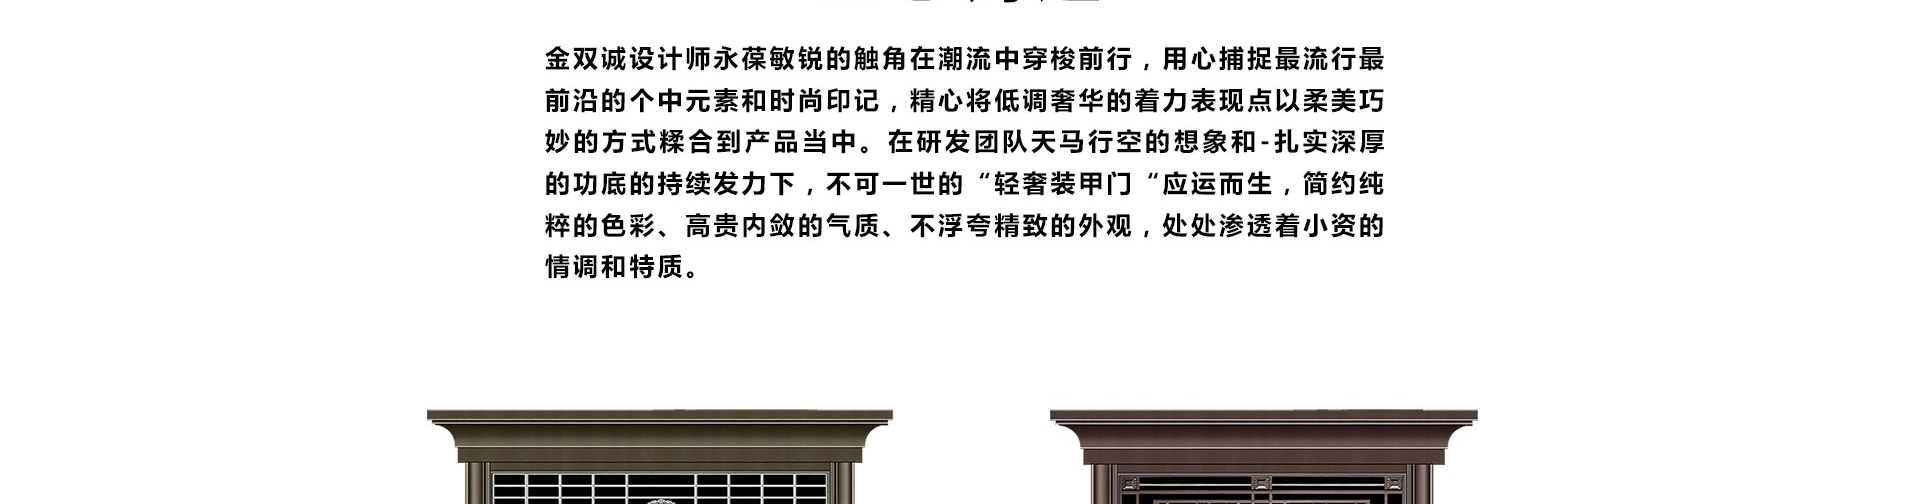 金双诚设计师永葆敏锐的触角在潮流中穿梭前行，用心捕捉最流行最
前沿的个中元素和时尚印记，精心将低调奢华的着力表现点以柔美巧
妙的方式糅合到产品当中。在研发团队天马行空的想象和-扎实深厚
的功底的持续发力下，不可一世的“轻奢装甲门“应运而生，简约纯
粹的色彩、高贵内敛的气质、不浮夸精致的外观，处处渗透着小资的
情调和特质。